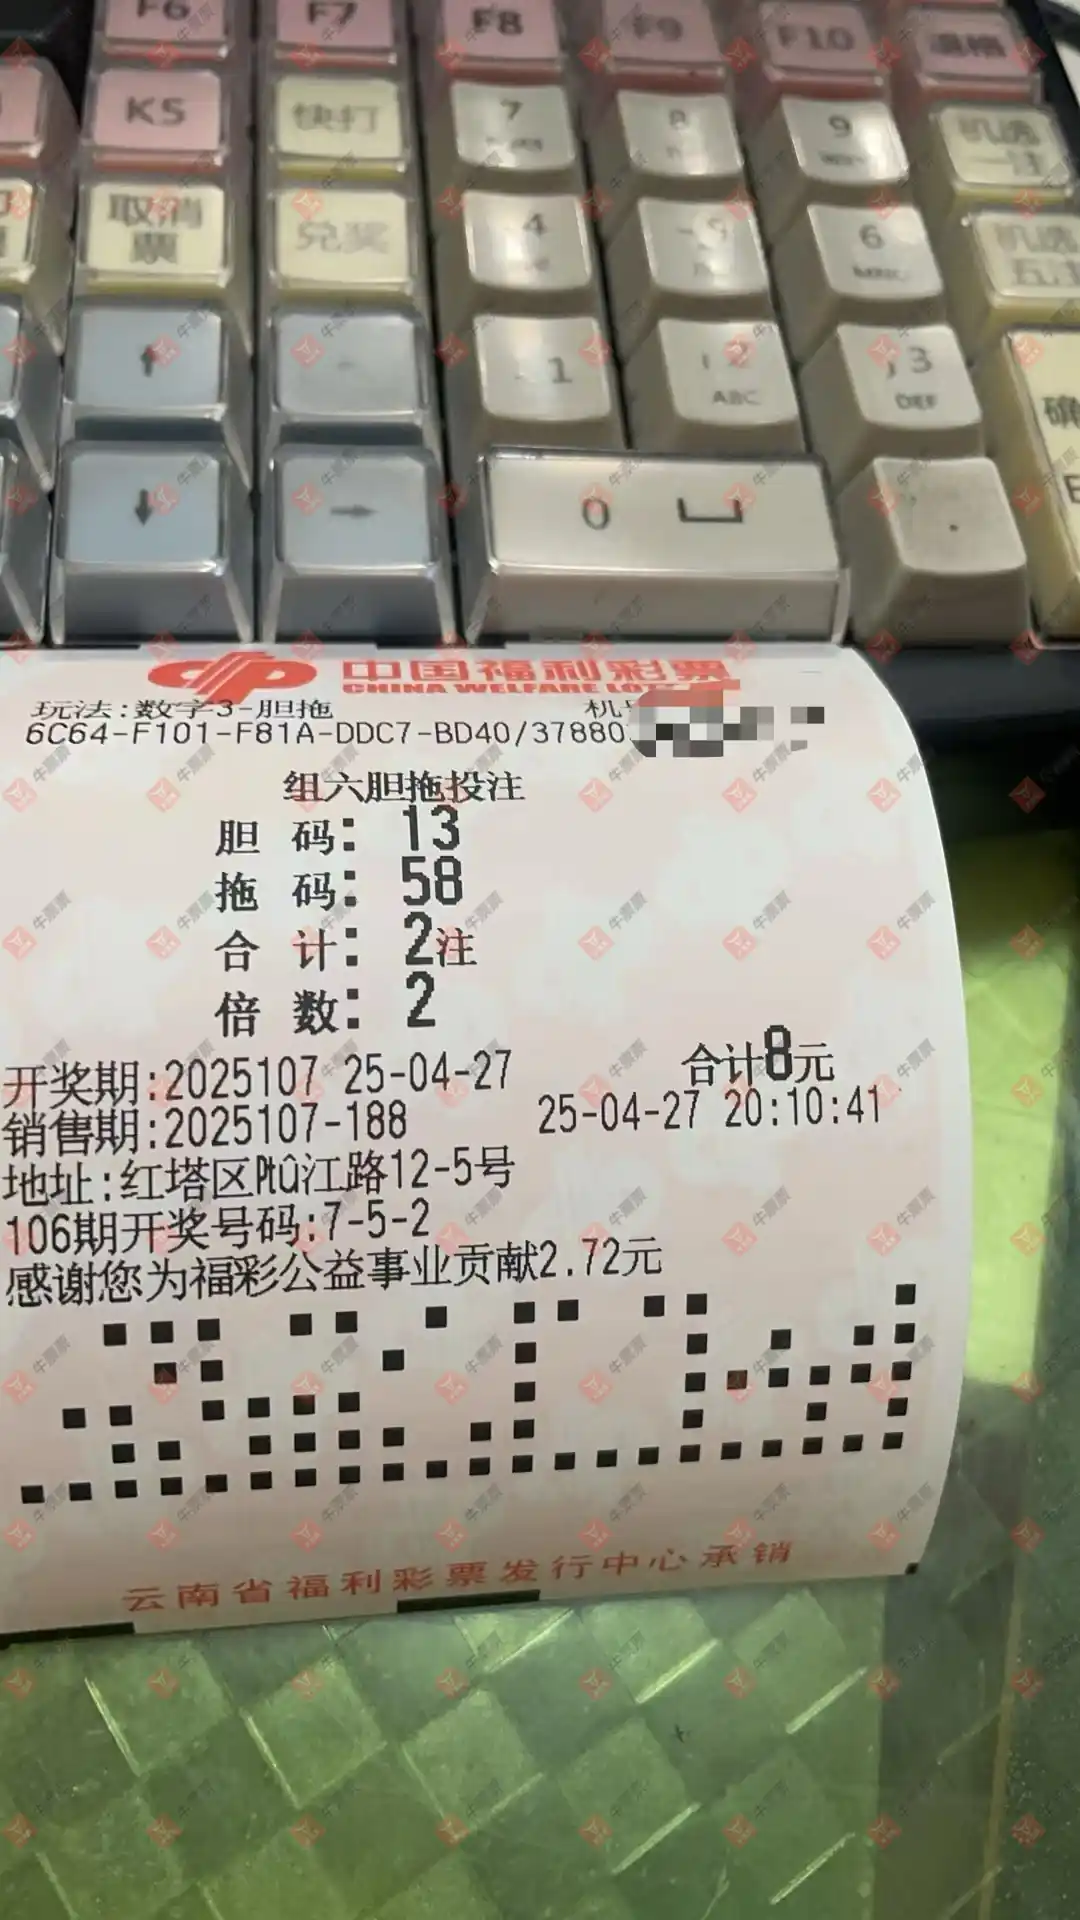 F6 F7 F8 F9 F10
K5 快打 7 8 9 机选一注
取消票 兑奖 4 5 6 机选
↑ 1 2 ABC 3 DEF
↓ → 0 .
中国福利彩票
CHINA WELFARE LO
玩法:数字3-胆拖 机
6C64-F101-F81A-DDC7-BD40/37880
组六胆拖投注
胆 码: 13
拖 码: 58
合 计: 2注
倍 数: 2
开奖期:2025107 25-04-27 合计8元
销售期:2025107-188 25-04-27 20:10:41
地址:红塔区Ptû江路12-5号
106期开奖号码:7-5-2
感谢您为福彩公益事业贡献2.72元
云南省福利彩票发行中心承销
牛票票